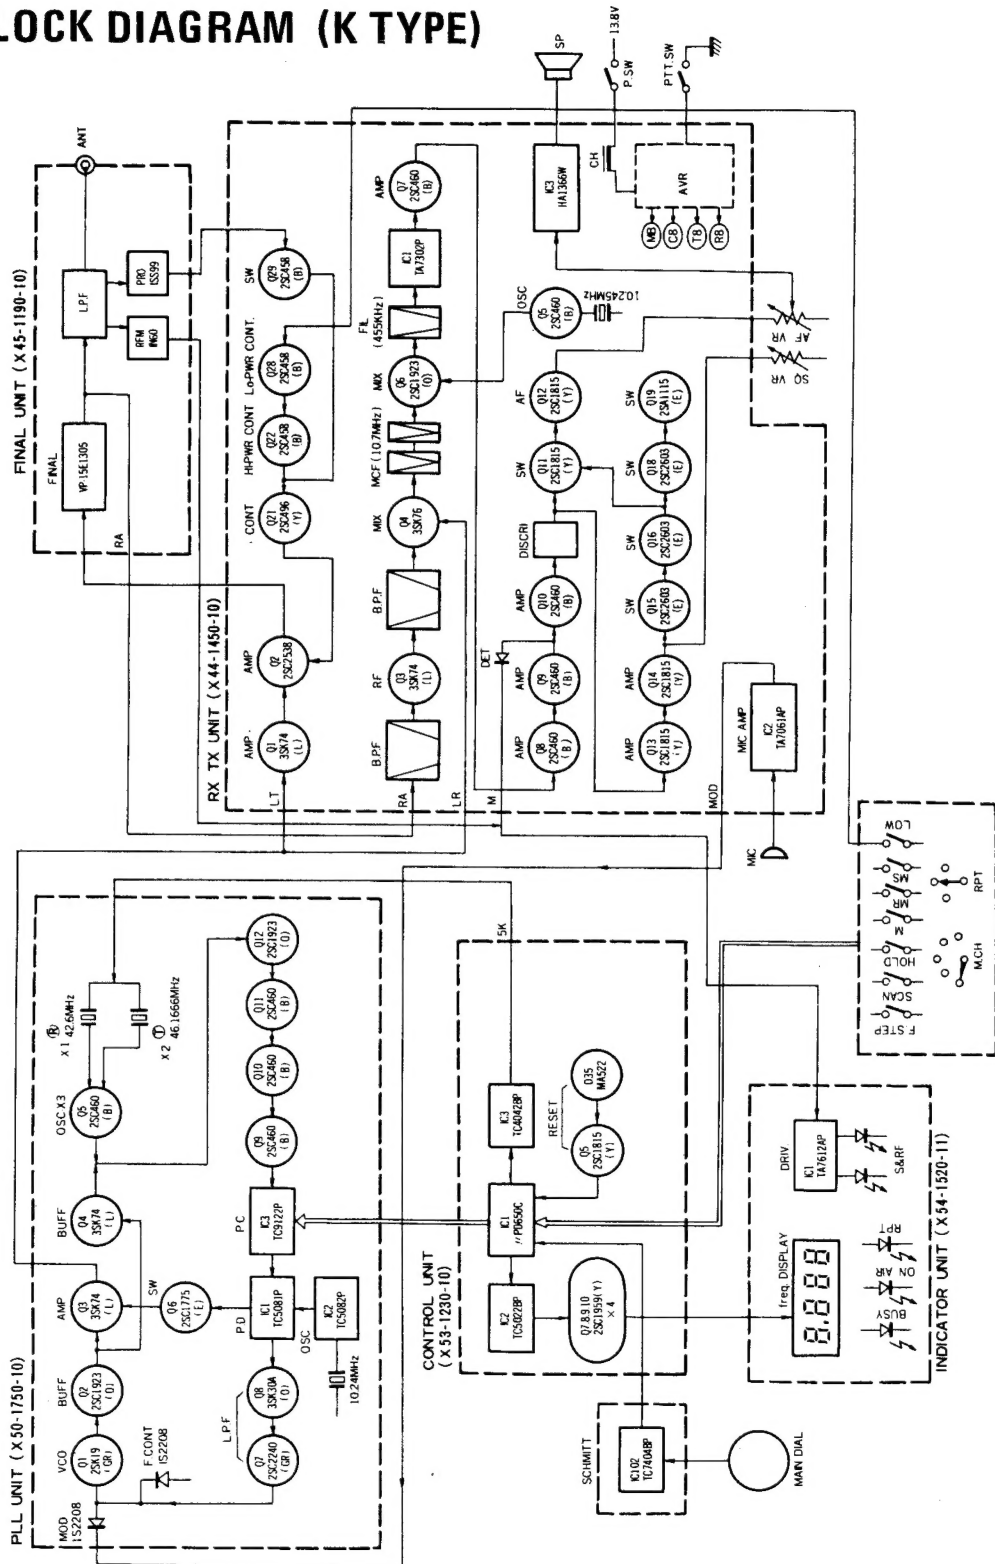 LOCK DIAGRAM (K TYPE)
FINAL UNIT (X45-1190-10)
FINAL
VP-15E1305
L.P.F
ANT
RFM
IN60
PRO
ISS99
RA
RX TX UNIT (X44-1450-10)
AMP.
Q1
3SK74
(L)
AMP
Q2
2SC2538
CONT
Q21
2SC496
(Y)
HI-PWR CONT
Q22
2SC458
(B)
Lo-PWR CONT.
Q28
2SC458
(B)
SW
Q29
2SC458
(B)
LT
B.P.F
RF
Q3
3SK74
(L)
B.P.F
MIX
Q4
3SK76
MCF (10.7MHz)
MIX
Q6
2SC1923
(O)
FIL
(455KHz)
IC1
TA7302P
AMP
Q7
2SC460
(B)
RA
LR
M
DET
AMP
Q8
2SC460
(B)
AMP
Q9
2SC460
(B)
AMP
Q10
2SC460
(B)
DISCRI
SW
Q11
2SC1815
(Y)
AF
Q12
2SC1815
(Y)
OSC
Q5
2SC460
(B)
10.245MHz
IC3
HA1366W
SP
AMP
Q13
2SC1815
(Y)
AMP
Q14
2SC1815
(Y)
SW
Q15
2SC2603
(E)
SW
Q16
2SC2603
(E)
Q18
2SC2603
(E)
SW
Q19
2SA1115
(E)
SW
SQ VR
AF VR
MOD
MIC AMP
IC2
TA7061AP
MIC
13.8V
P.SW
PTT.SW
CH
AVR
MB
C8
T8
R8
PLL UNIT (X50-1750-10)
MOD
1S2208
VCO
Q1
2SK19
(GR)
BUFF
Q2
2SC1923
(O)
AMP
Q3
3SK74
(L)
BUFF
Q4
3SK74
(L)
OSC.X3
Q5
2SC460
(B)
R
X1 42.6MHz
T
X2 46.1666MHz
F.CONT
1S2208
SW
Q6
2SC1775
(E)
L.P.F
Q7
2SC2240
(GR)
Q8
3SK30A
(O)
P.D
IC1
TC5081P
OSC
IC2
TC5082P
10.24MHz
P.C
IC3
TC9122P
Q9
2SC460
(B)
Q10
2SC460
(B)
Q11
2SC460
(B)
Q12
2SC1923
(O)
CONTROL UNIT
(X53-1230-10)
IC2
TC5022BP
IC1
μPD650C
IC3
TC4042BP
5K
RESET
Q5
2SC1815
(Y)
D35
MA522
Q7.8.9.10
2SC1959(Y)
×4
SCHMITT
IC102
TC7404BP
MAIN DIAL
INDICATOR UNIT (X54-1520-11)
freq. DISPLAY
8.8.8.8
BUSY
ON AIR
RPT
DRIV
IC1
TA7612AP
S&RF
F.STEP
SCAN
HOLD
M
MR
MS
LOW
M.CH
RPT